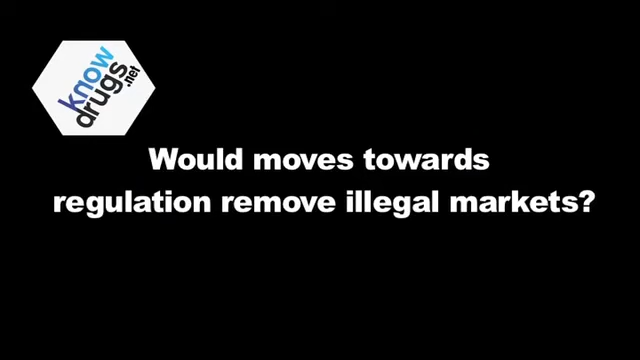 know
drugs.net
Would moves towards
regulation remove illegal markets?